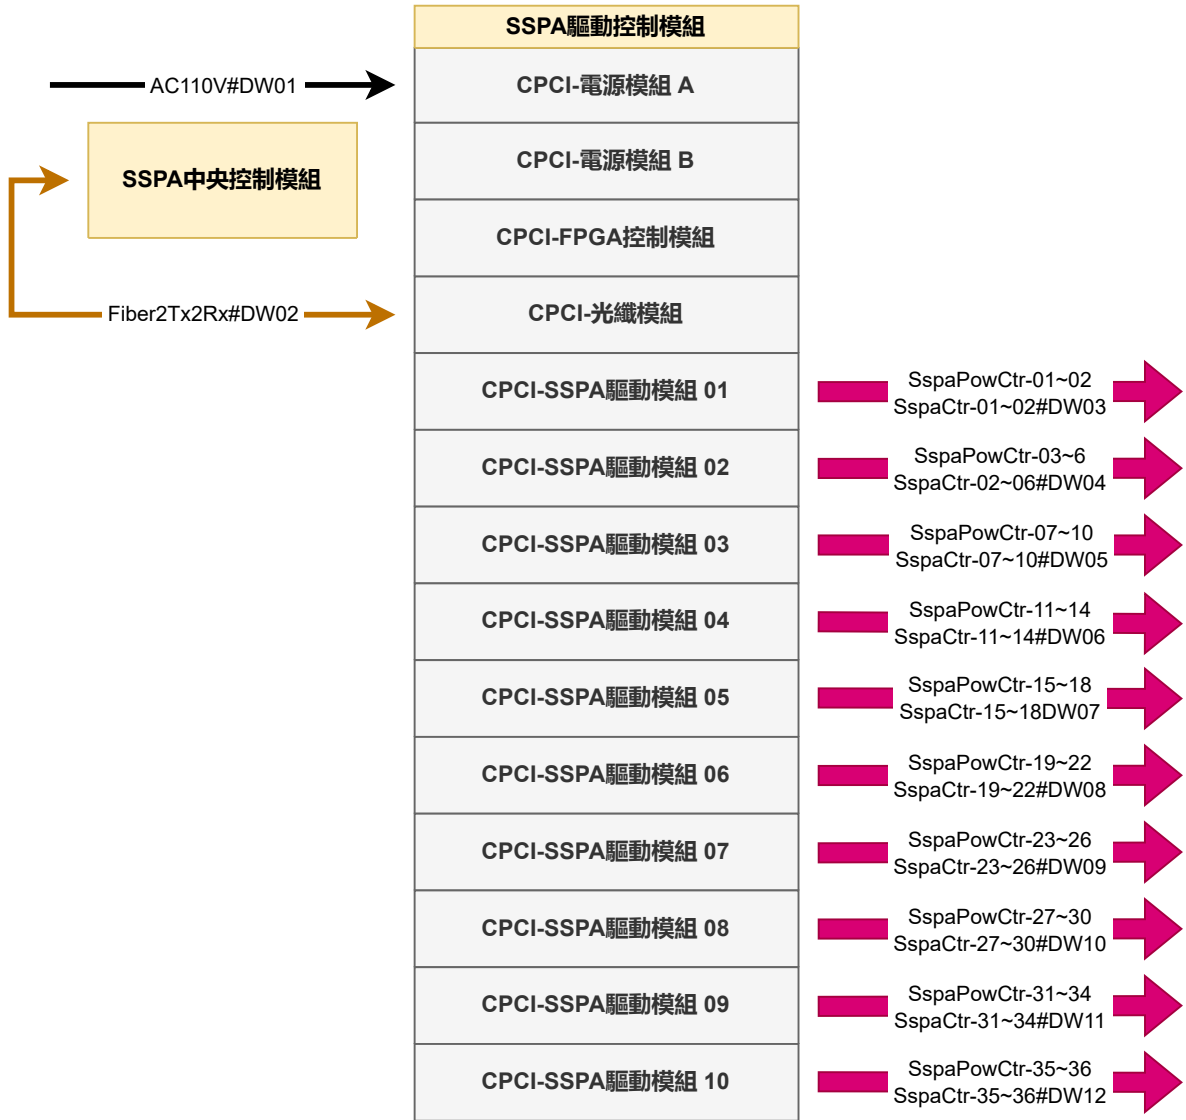 SSPA驅動控制模組
AC110V#DW01
CPCI-電源模組 A
SSPA中央控制模組
CPCI-電源模組 B
CPCI-FPGA控制模組
Fiber2Tx2Rx#DW02
CPCI-光纖模組
CPCI-SSPA驅動模組 01
SspaPowCtr-01~02
SspaCtr-01~02#DW03
CPCI-SSPA驅動模組 02
SspaPowCtr-03~6
SspaCtr-02~06#DW04
CPCI-SSPA驅動模組 03
SspaPowCtr-07~10
SspaCtr-07~10#DW05
CPCI-SSPA驅動模組 04
SspaPowCtr-11~14
SspaCtr-11~14#DW06
CPCI-SSPA驅動模組 05
SspaPowCtr-15~18
SspaCtr-15~18DW07
CPCI-SSPA驅動模組 06
SspaPowCtr-19~22
SspaCtr-19~22#DW08
CPCI-SSPA驅動模組 07
SspaPowCtr-23~26
SspaCtr-23~26#DW09
CPCI-SSPA驅動模組 08
SspaPowCtr-27~30
SspaCtr-27~30#DW10
CPCI-SSPA驅動模組 09
SspaPowCtr-31~34
SspaCtr-31~34#DW11
CPCI-SSPA驅動模組 10
SspaPowCtr-35~36
SspaCtr-35~36#DW12